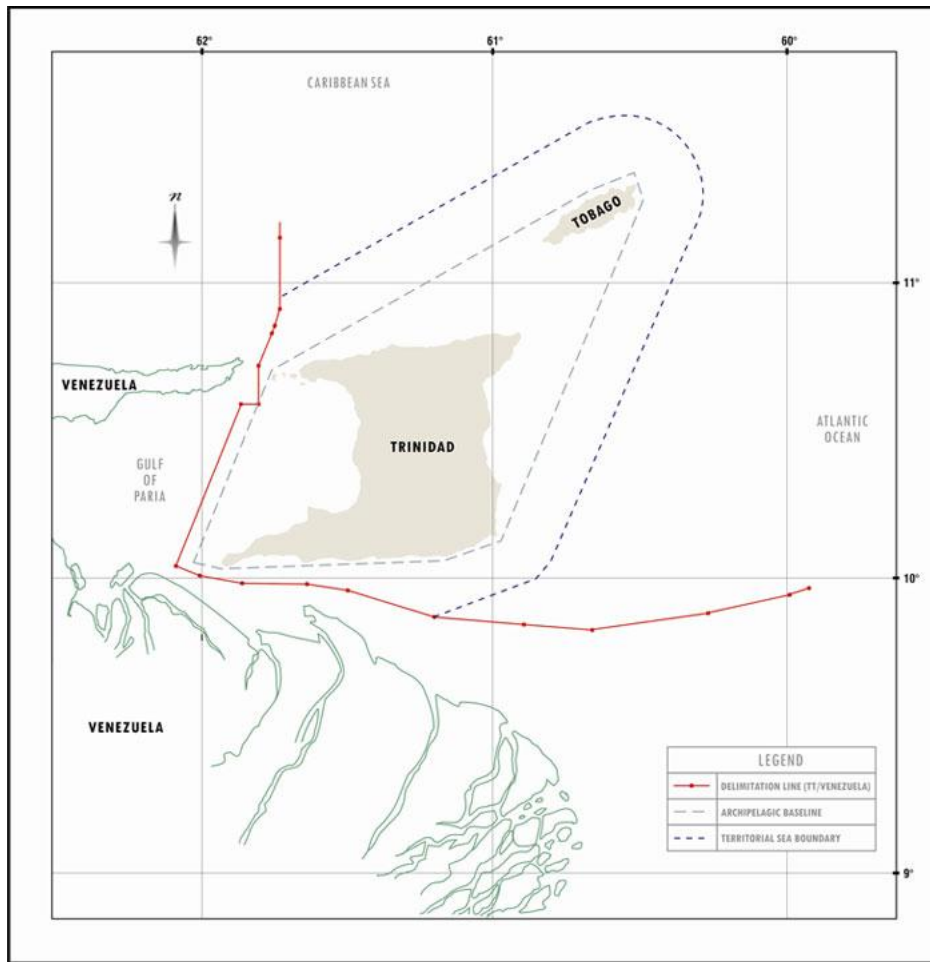 62°
61°
60°
CARIBBEAN SEA
n
TOBAGO
11°
VENEZUELA
TRINIDAD
ATLANTIC
OCEAN
GULF
OF
PARIA
10°
VENEZUELA
LEGEND
DELIMITATION LINE (TT/VENEZUELA)
ARCHIPELAGIC BASELINE
TERRITORIAL SEA BOUNDARY
9°